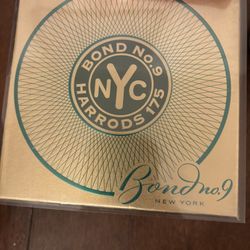 BOND NO.9
NYC
HARRODS 175
Bond no.9
NEW YORK